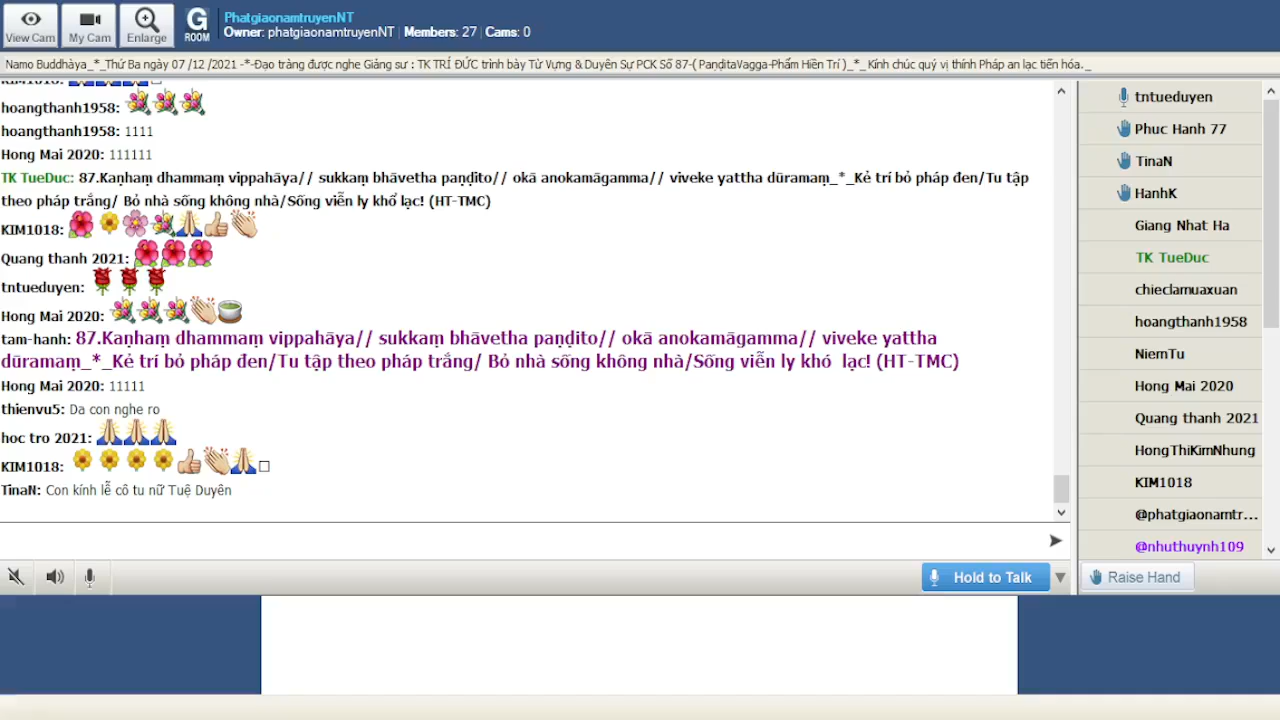 View Cam
My Cam
Enlarge
G
ROOM
PhatgiaonamtruyenNT
Owner: phatgiaonamtruyenNT | Members: 27 | Cams: 0
Namo Buddhàya_*_Thứ Ba ngày 07 /12 /2021 -*-Đạo tràng được nghe Giảng sư : TK TRÍ ĐỨC trình bày Từ Vựng & Duyên Sự PCK Số 87-( PaṇḍitaVagga-Phẩm Hiền Trí )_*_ Kính chúc quý vị thính Pháp an lạc tiến hóa._
KIM1018:
hoangthanh1958:
hoangthanh1958: 1111
Hong Mai 2020: 111111
TK TueDuc: 87.Kaṇhaṃ dhammaṃ vippahāya// sukkaṃ bhāvetha paṇḍito// okā anokamāgamma// viveke yattha dūramaṃ_*_Kẻ trí bỏ pháp đen/Tu tập
theo pháp trắng/ Bỏ nhà sống không nhà/Sống viễn ly khổ lạc! (HT-TMC)
KIM1018:
Quang thanh 2021:
tntueduyen:
Hong Mai 2020:
tam-hanh: 87.Kaṇhaṃ dhammaṃ vippahāya// sukkaṃ bhāvetha paṇḍito// okā anokamāgamma// viveke yattha
dūramaṃ_*_Kẻ trí bỏ pháp đen/Tu tập theo pháp trắng/ Bỏ nhà sống không nhà/Sống viễn ly khó  lạc! (HT-TMC)
Hong Mai 2020: 11111
thienvu5: Da con nghe ro
hoc tro 2021:
KIM1018:
TinaN: Con kính lễ cô tu nữ Tuệ Duyên
Hold to Talk
tntueduyen
Phuc Hanh 77
TinaN
HanhK
Giang Nhat Ha
TK TueDuc
chieclamuaxuan
hoangthanh1958
NiemTu
Hong Mai 2020
Quang thanh 2021
HongThiKimNhung
KIM1018
@phatgiaonamtr...
@nhuthuynh109
Raise Hand